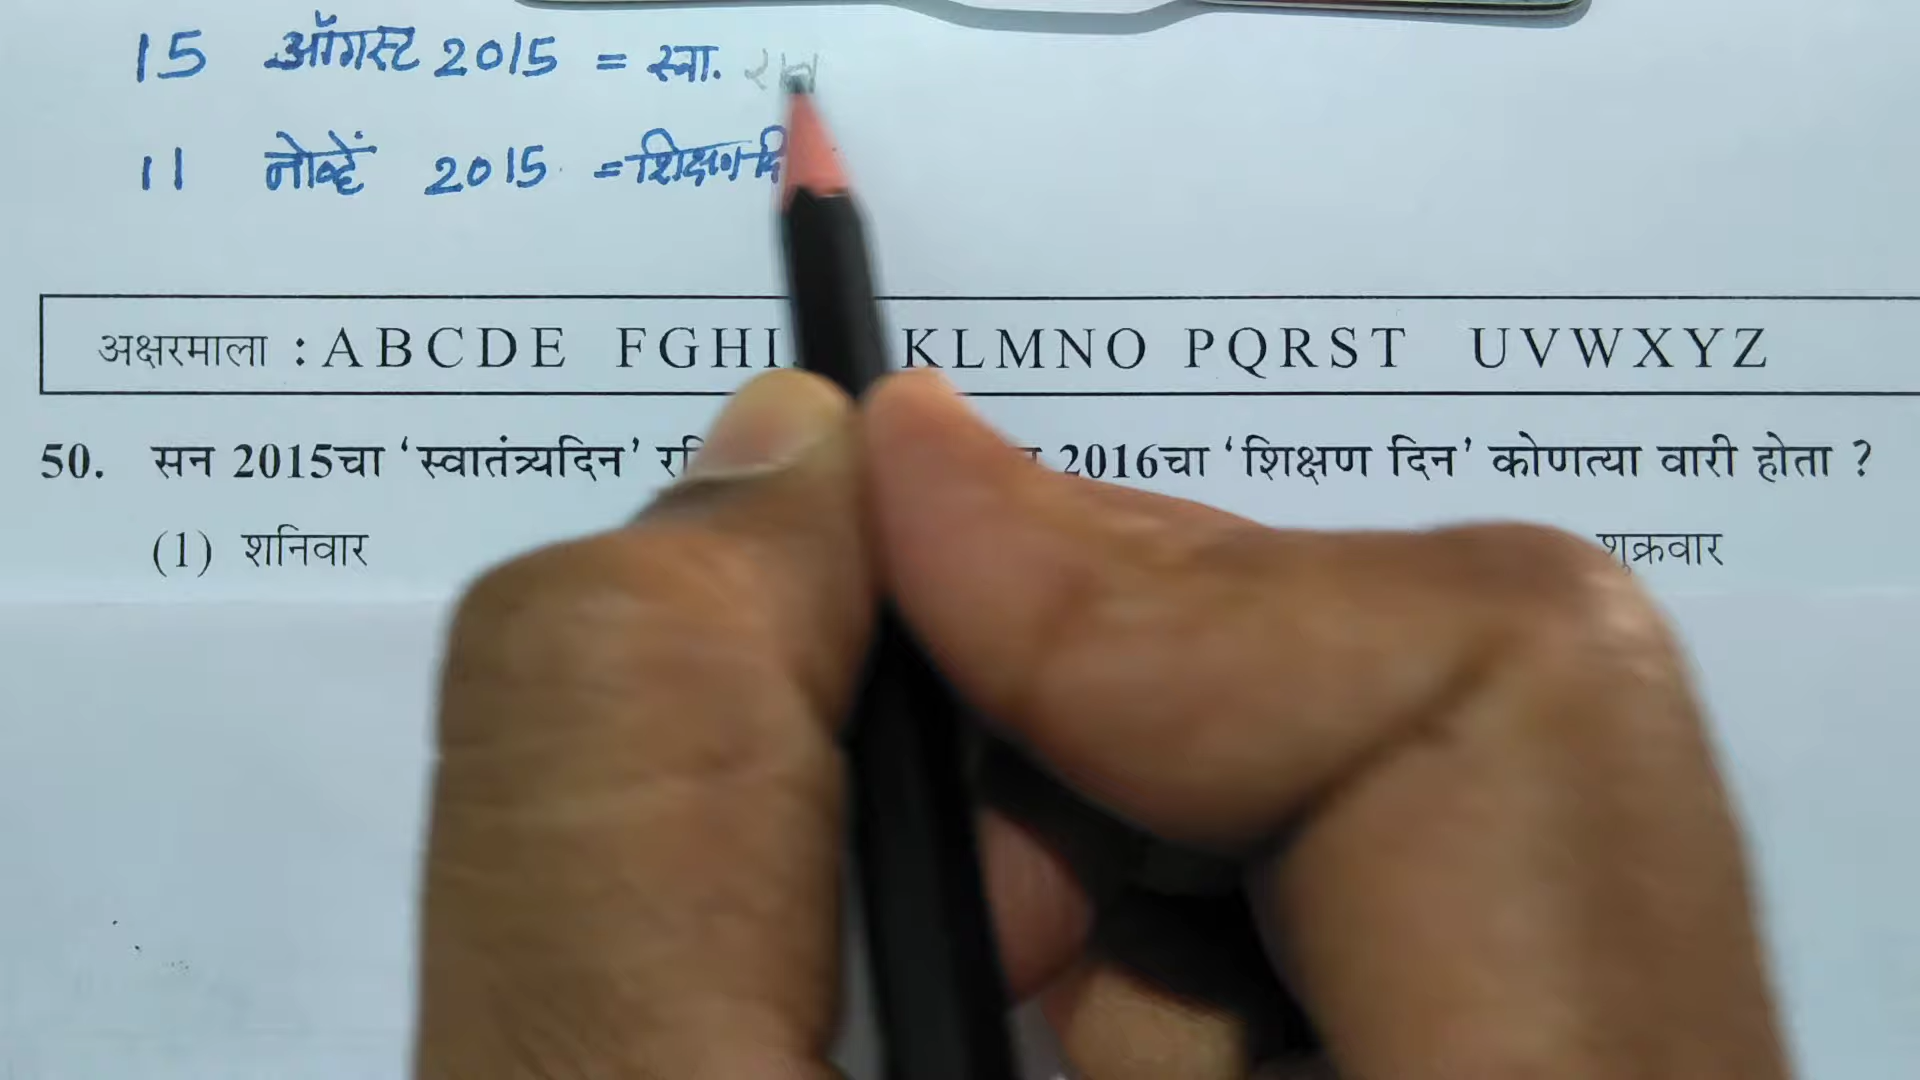 15 ऑगस्ट 2015 = स्वा.
11 नोव्हें 2015 = शिक्षण दि
अक्षरमाला : A B C D E F G H I K L M N O P Q R S T U V W X Y Z
50. सन 2015चा ‘स्वातंत्र्यदिन’ 2016चा ‘शिक्षण दिन’ कोणत्या वारी होता ?
(1) शनिवार शुक्रवार